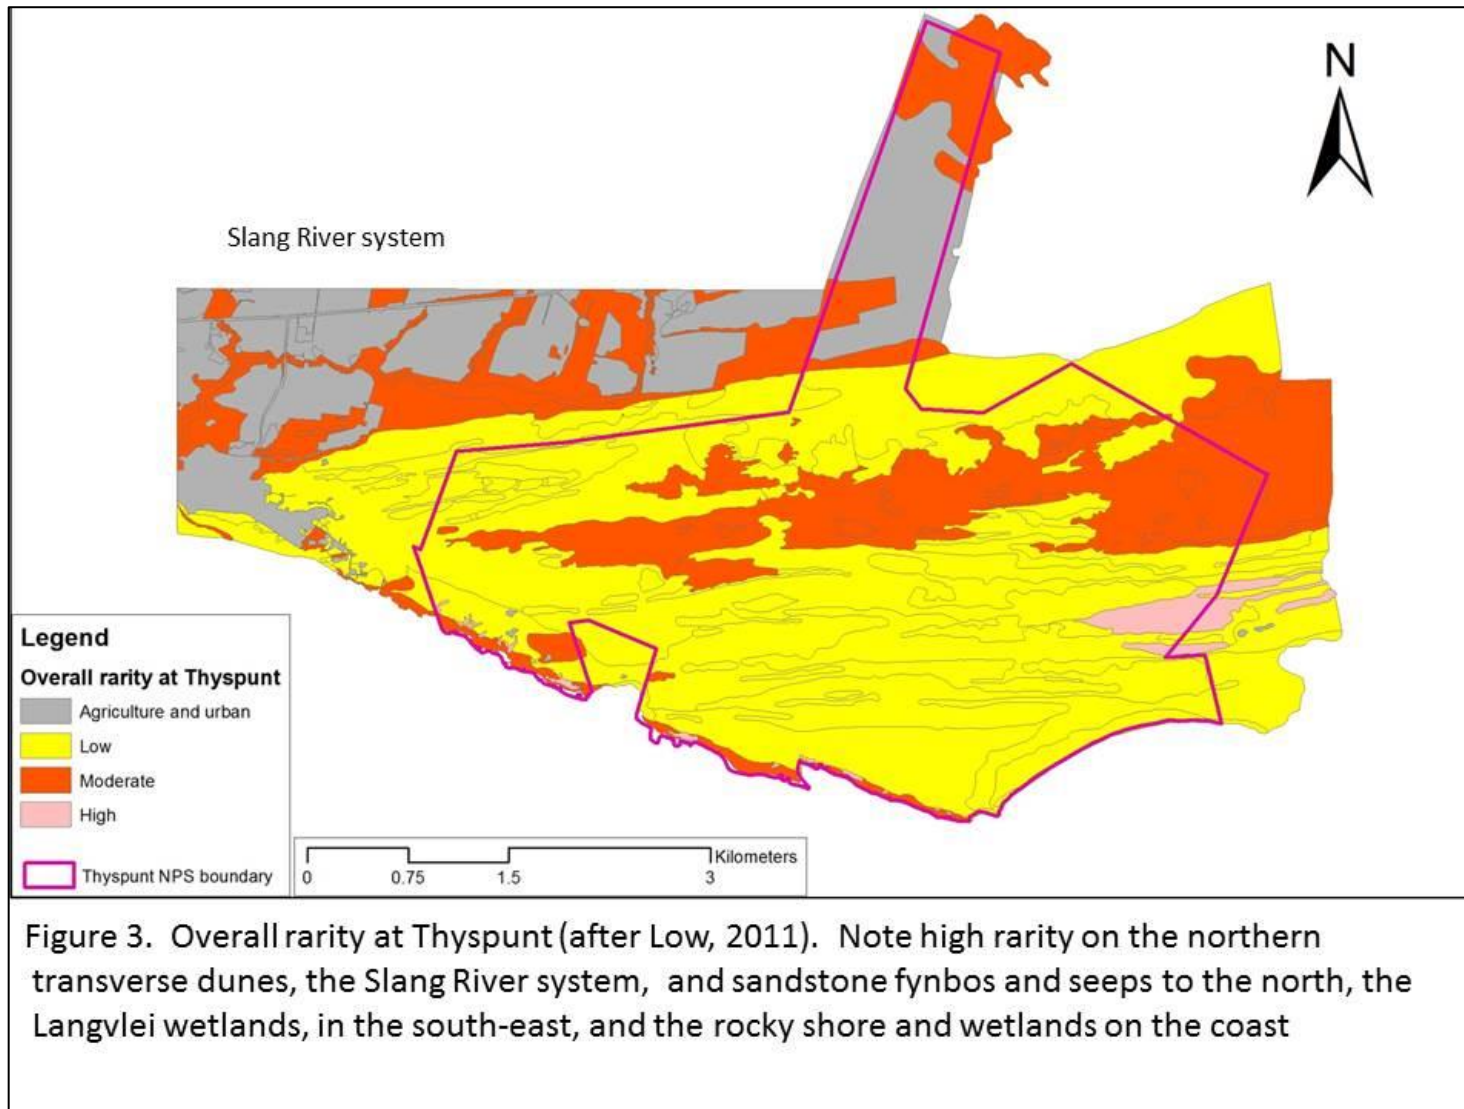 N
Slang River system
Legend
Overall rarity at Thyspunt
Agriculture and urban
Low
Moderate
High
Thyspunt NPS boundary
Kilometers
0 0.75 1.5 3
Figure 3. Overall rarity at Thyspunt (after Low, 2011). Note high rarity on the northern
transverse dunes, the Slang River system, and sandstone fynbos and seeps to the north, the
Langvlei wetlands, in the south-east, and the rocky shore and wetlands on the coast